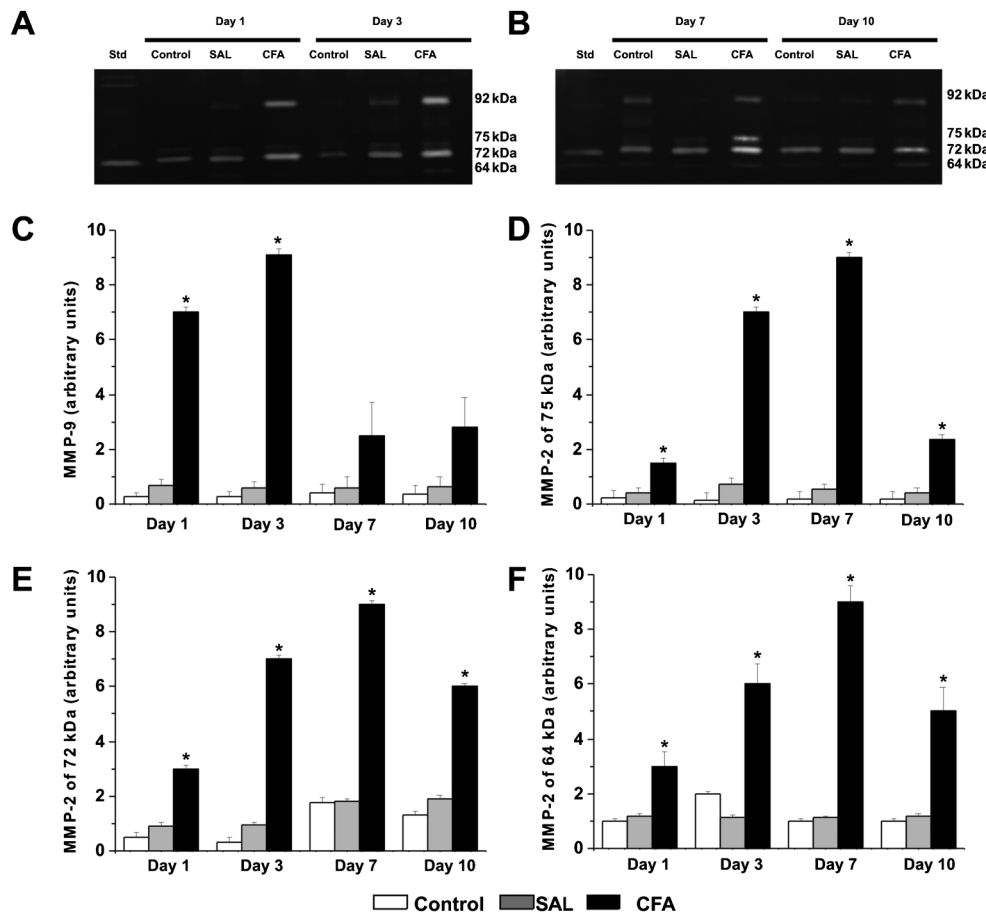 A
Day 1
Day 3
Std
Control
SAL
CFA
Control
SAL
CFA
92 kDa
75 kDa
72 kDa
64 kDa
B
Day 7
Day 10
Std
Control
SAL
CFA
Control
SAL
CFA
92 kDa
75 kDa
72 kDa
64 kDa
C
MMP-9 (arbitrary units)
10
8
6
4
2
0
*
*
Day 1
Day 3
Day 7
Day 10
D
MMP-2 of 75 kDa (arbitrary units)
10
8
6
4
2
0
*
*
*
*
Day 1
Day 3
Day 7
Day 10
E
MMP-2 of 72 kDa (arbitrary units)
10
8
6
4
2
0
*
*
*
*
Day 1
Day 3
Day 7
Day 10
F
MMP-2 of 64 kDa (arbitrary units)
10
8
6
4
2
0
*
*
*
*
Day 1
Day 3
Day 7
Day 10
Control
SAL
CFA